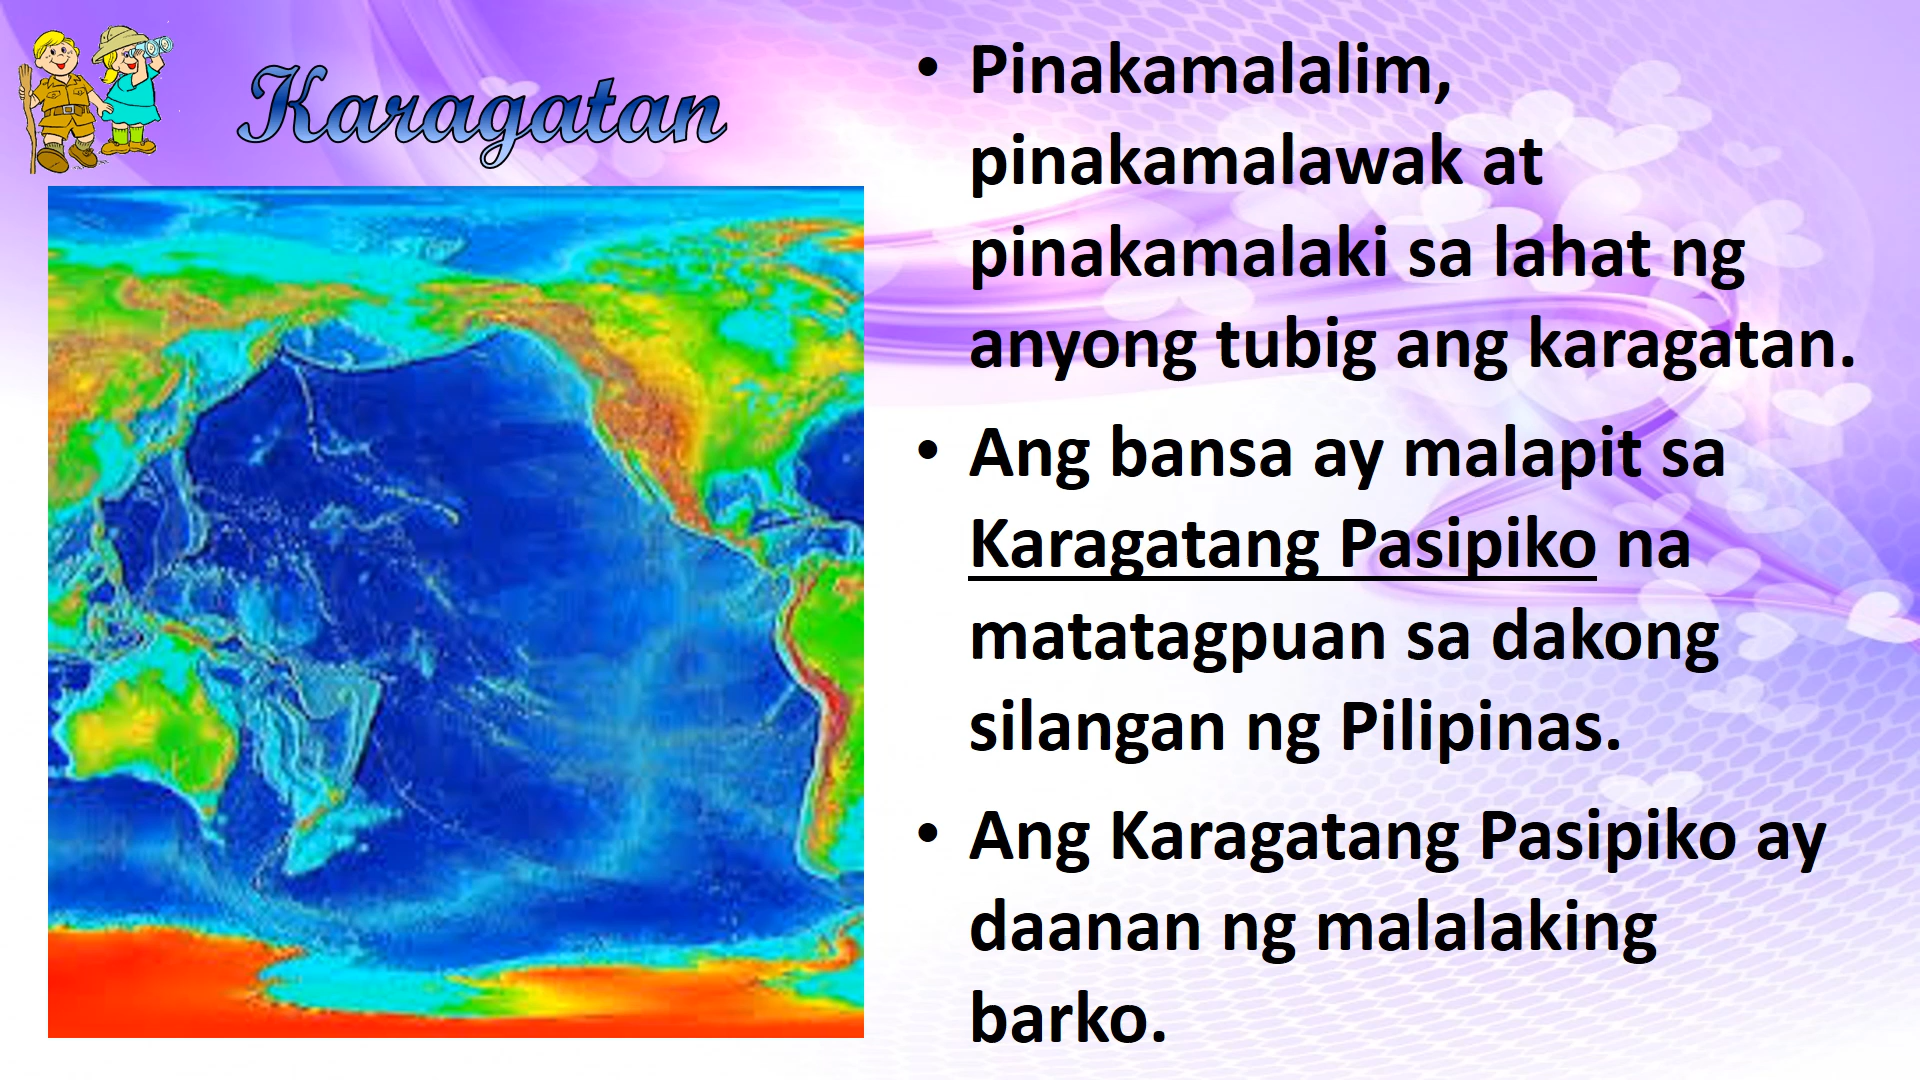 Karagatan
• Pinakamalalim,
pinakamalawak at
pinakamalaki sa lahat ng
anyong tubig ang karagatan.
• Ang bansa ay malapit sa
Karagatang Pasipiko na
matatagpuan sa dakong
silangan ng Pilipinas.
• Ang Karagatang Pasipiko ay
daanan ng malalaking
barko.